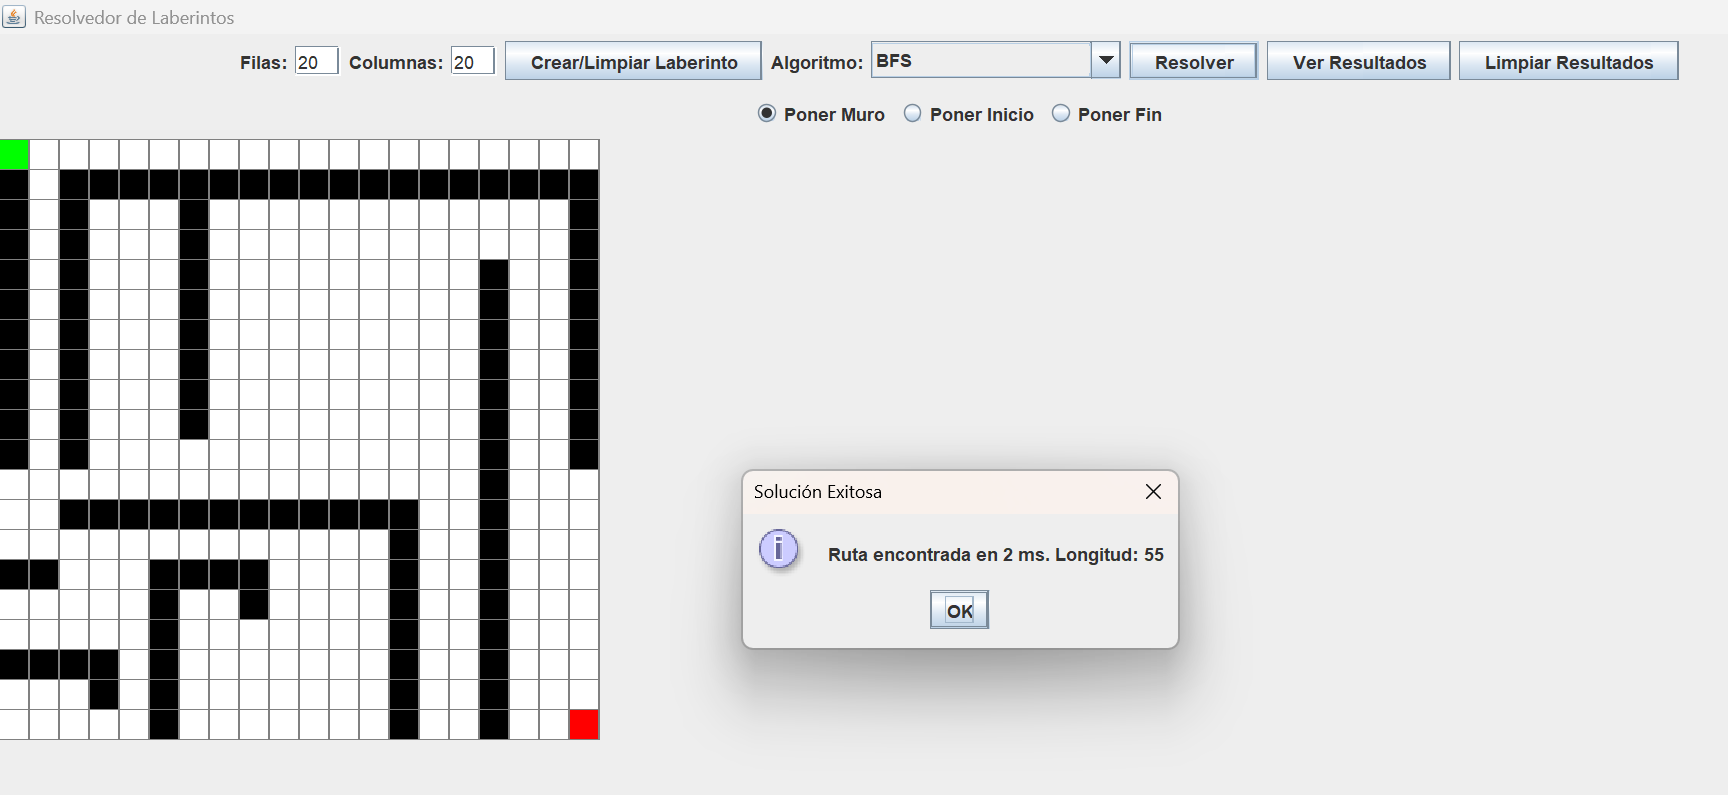 Resolvedor de Laberintos
Filas: 20 Columnas: 20 Crear/Limpiar Laberinto Algoritmo: BFS Resolver Ver Resultados Limpiar Resultados
Poner Muro Poner Inicio Poner Fin
Solución Exitosa
Ruta encontrada en 2 ms. Longitud: 55
OK